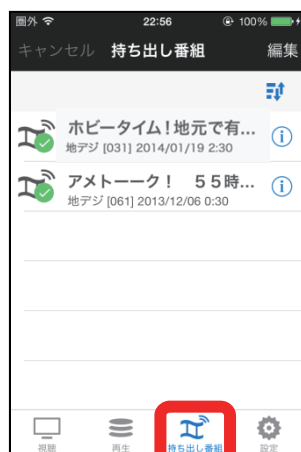 圏外 22:56 100%
キャンセル 持ち出し番組 編集
ホビータイム!地元で有...
地デジ [031] 2014/01/19 2:30
アメトーーク! 55時...
地デジ [061] 2013/12/06 0:30
視聴 再生 持ち出し番組 設定